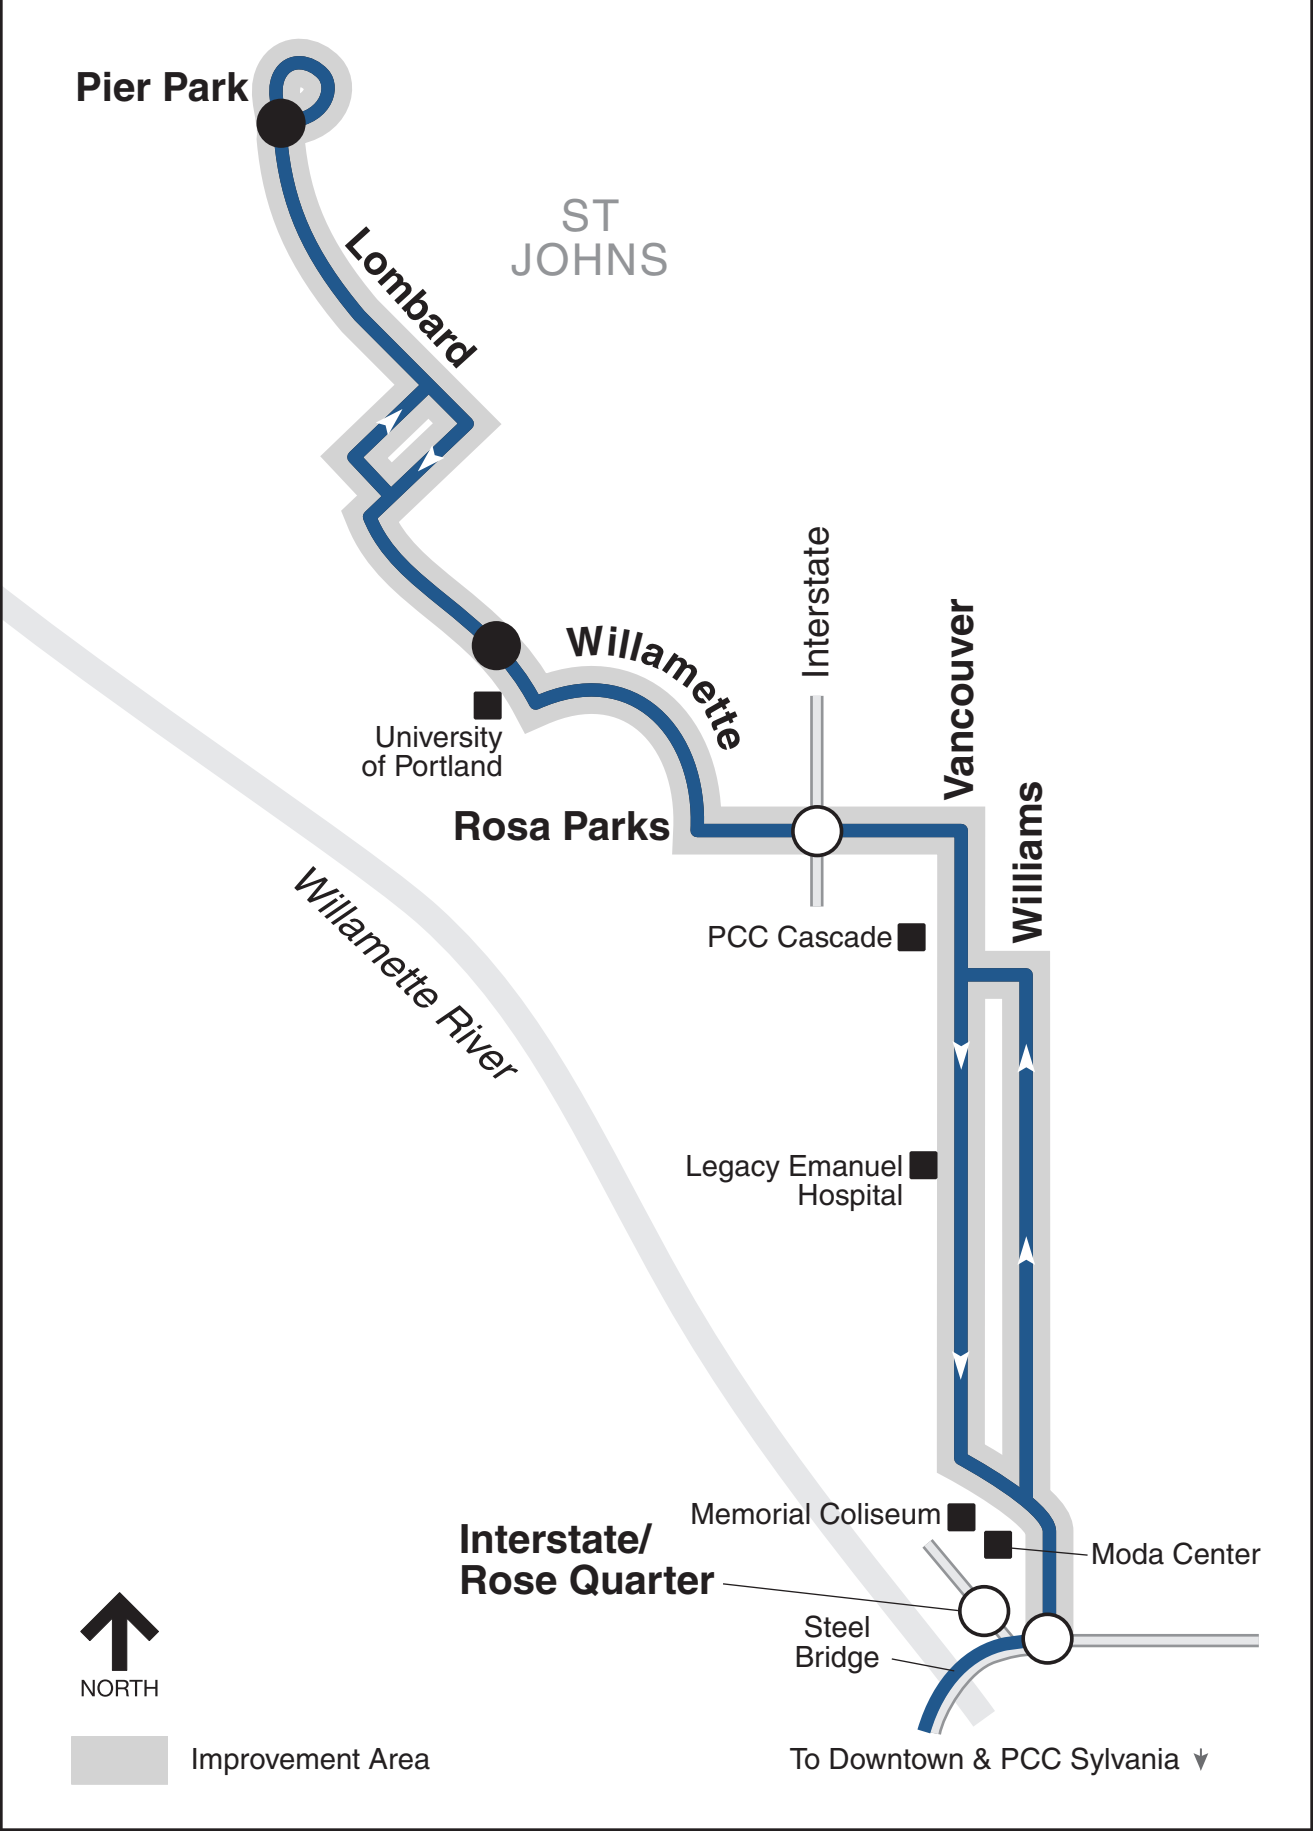 Pier Park
ST
JOHNS
Lombard
Interstate
Vancouver
Willamette
University
of Portland
Williams
Rosa Parks
PCC Cascade
Willamette River
Legacy Emanuel
Hospital
Memorial Coliseum
Interstate/
Rose Quarter
Moda Center
Steel
Bridge
NORTH
Improvement Area
To Downtown & PCC Sylvania